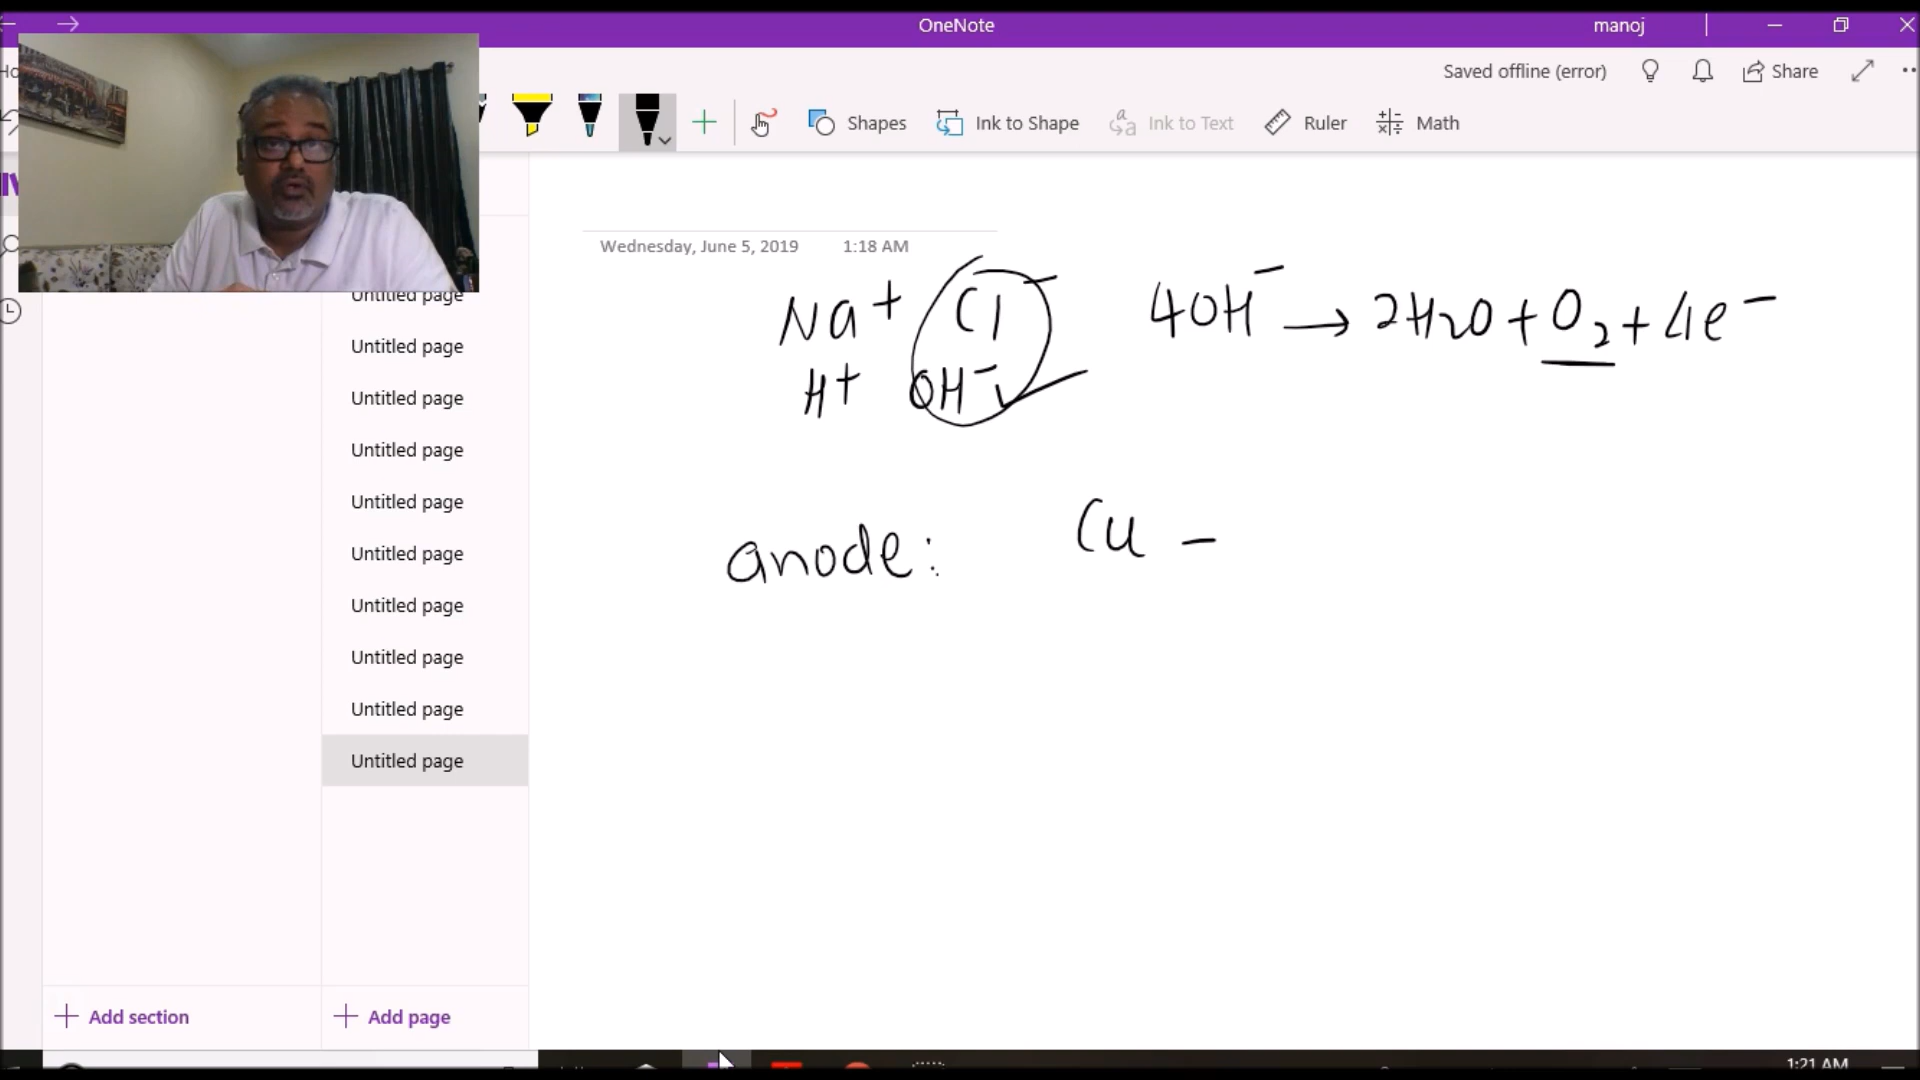 OneNote
manoj
Saved offline (error)
Share
Shapes
Ink to Shape
Ink to Text
Ruler
Math
Wednesday, June 5, 2019 1:18 AM
Na+ Cl- 4OH- → 2H2O + O2 + 4e-
H+ OH-
anode: Cu -
Untitled page
Untitled page
Untitled page
Untitled page
Untitled page
Untitled page
Untitled page
Untitled page
Untitled page
Untitled page
Add section
Add page
1:21 AM